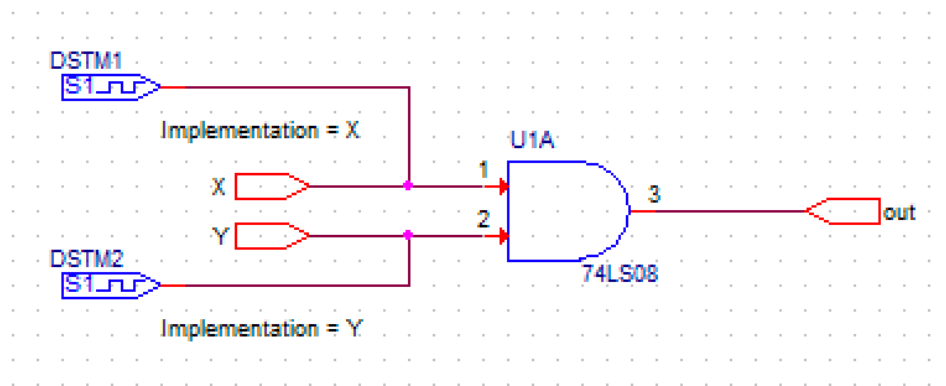 DSTM1
S1
Implementation = X
U1A
X
1
Y
2
3
out
DSTM2
S1
74LS08
Implementation = Y